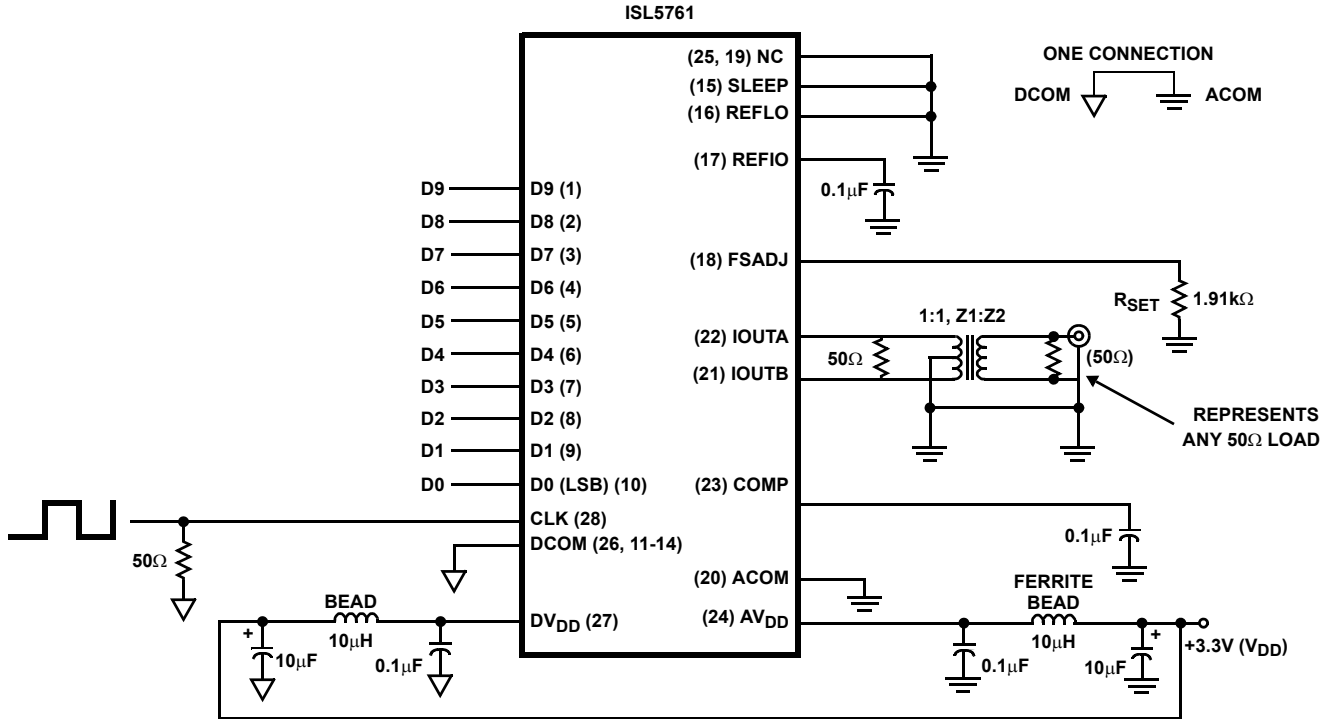 ISL5761
(25, 19) NC
(15) SLEEP
(16) REFLO
(17) REFIO
0.1μF
ONE CONNECTION
DCOM
ACOM
D9
D9 (1)
D8
D8 (2)
D7
D7 (3)
D6
D6 (4)
D5
D5 (5)
D4
D4 (6)
D3
D3 (7)
D2
D2 (8)
D1
D1 (9)
D0
D0 (LSB) (10)
CLK (28)
50Ω
DCOM (26, 11-14)
(18) FSADJ
RSET
1.91kΩ
1:1, Z1:Z2
(22) IOUTA
50Ω
(50Ω)
(21) IOUTB
REPRESENTS
ANY 50Ω LOAD
(23) COMP
0.1μF
(20) ACOM
BEAD
+
10μH
10μF
0.1μF
DVDD (27)
(24) AVDD
FERRITE
BEAD
10μH
0.1μF
10μF
+
+3.3V (VDD)